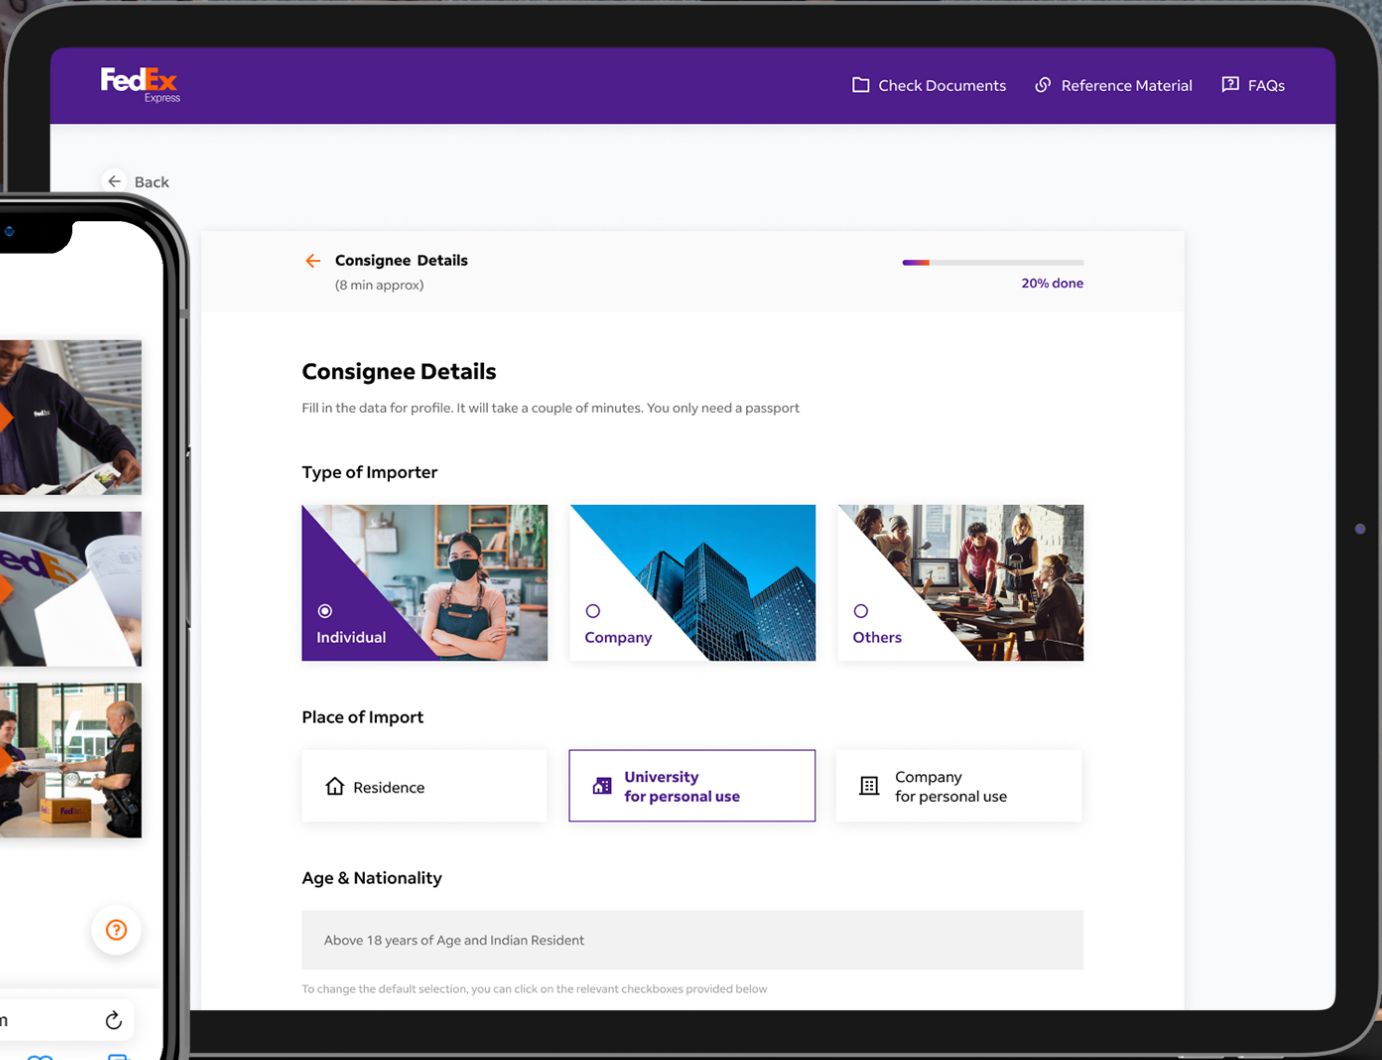 FedEx
Express
Check Documents
Reference Material
FAQs
Back
Consignee Details
(8 min approx)
20% done
Consignee Details
Fill in the data for profile. It will take a couple of minutes. You only need a passport
Type of Importer
Individual
Company
Others
Place of Import
Residence
University
for personal use
Company
for personal use
Age & Nationality
Above 18 years of Age and Indian Resident
To change the default selection, you can click on the relevant checkboxes provided below
FedEx
edEx
FedEx